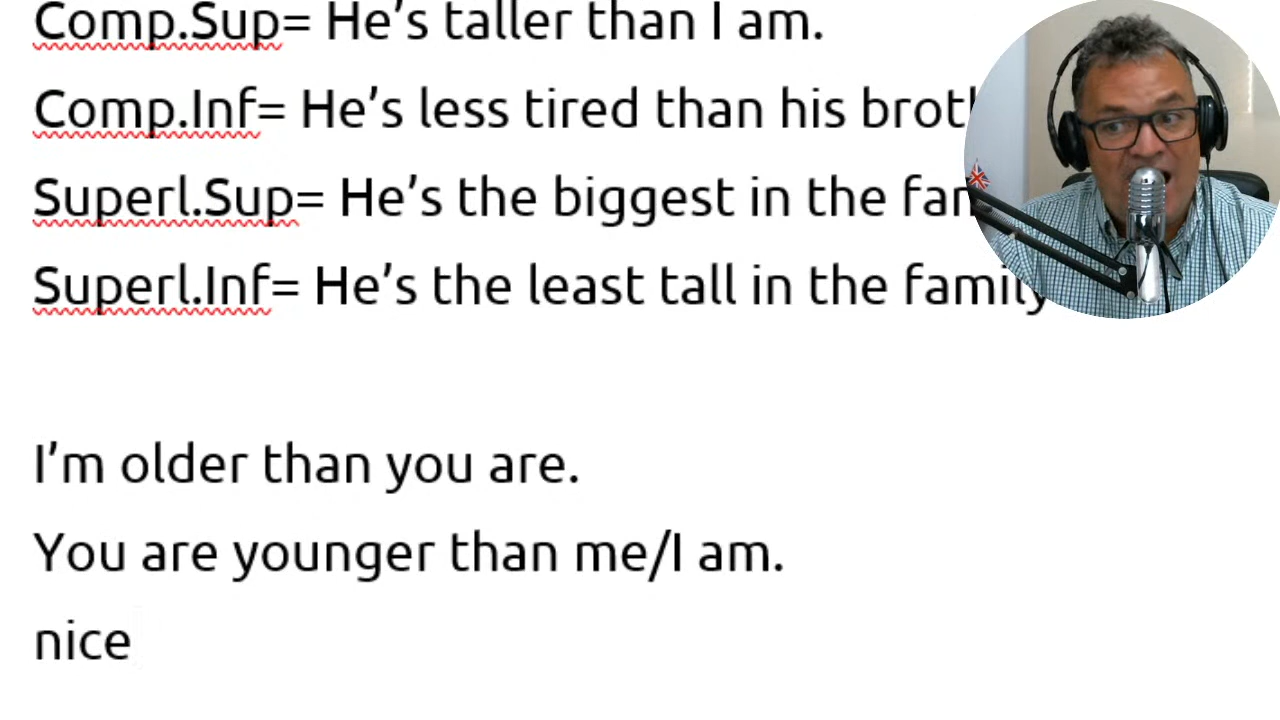 Comp.Sup= He’s taller than I am.
Comp.Inf= He’s less tired than his
Superl.Sup= He’s the biggest in the
Superl.Inf= He’s the least tall in the family
I’m older than you are.
You are younger than me/I am.
nice